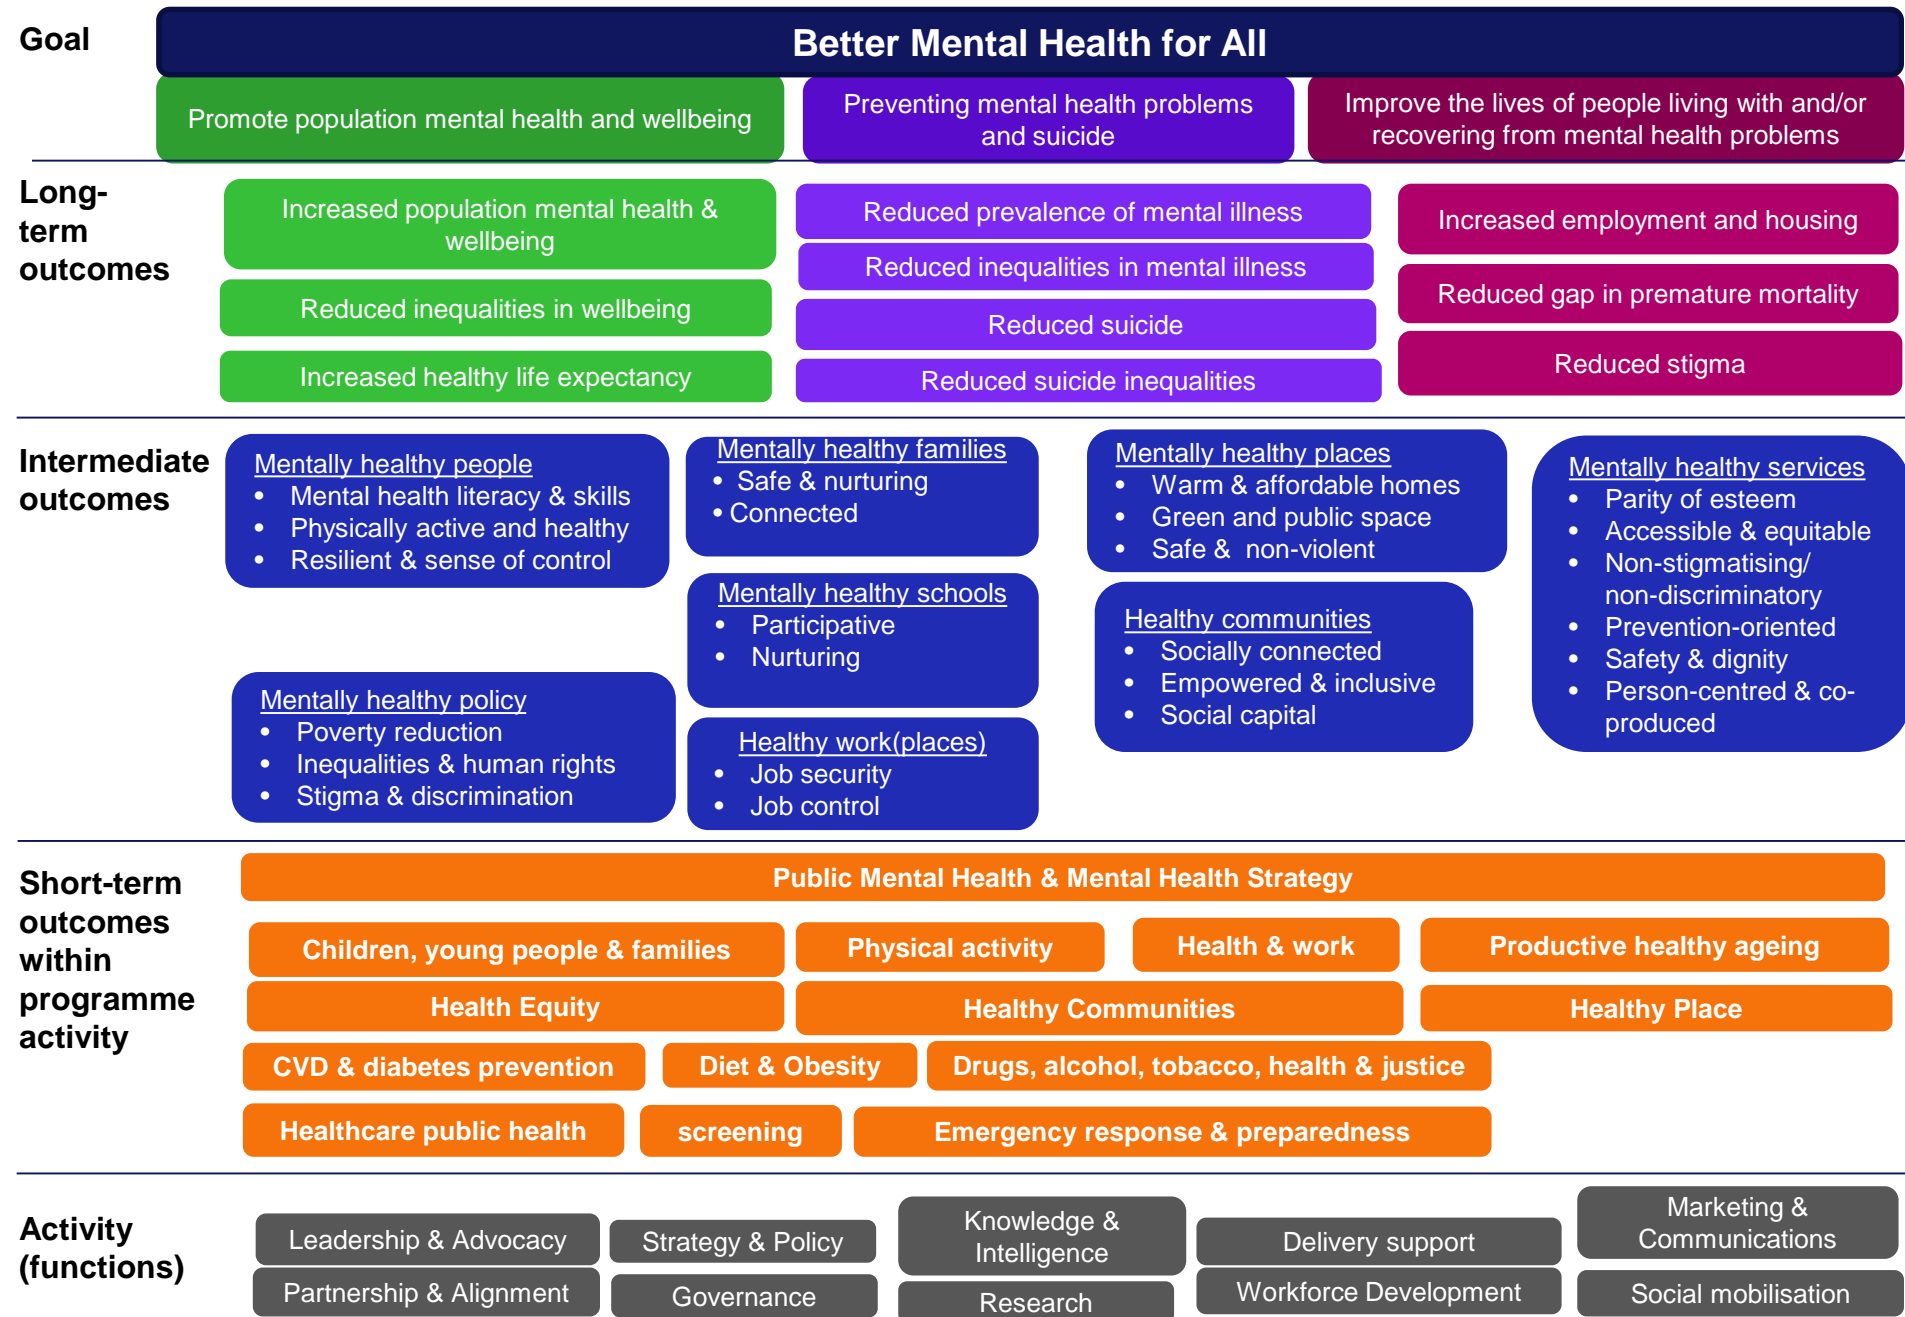 Goal
Better Mental Health for All
Promote population mental health and wellbeing
Preventing mental health problems
and suicide
Improve the lives of people living with and/or
recovering from mental health problems
Long-
term
outcomes
Increased population mental health &
wellbeing
Reduced inequalities in wellbeing
Increased healthy life expectancy
Reduced prevalence of mental illness
Reduced inequalities in mental illness
Reduced suicide
Reduced suicide inequalities
Increased employment and housing
Reduced gap in premature mortality
Reduced stigma
Intermediate
outcomes
Mentally healthy people
• Mental health literacy & skills
• Physically active and healthy
• Resilient & sense of control
Mentally healthy policy
• Poverty reduction
• Inequalities & human rights
• Stigma & discrimination
Mentally healthy families
• Safe & nurturing
• Connected
Mentally healthy schools
• Participative
• Nurturing
Healthy work(places)
• Job security
• Job control
Mentally healthy places
• Warm & affordable homes
• Green and public space
• Safe & non-violent
Healthy communities
• Socially connected
• Empowered & inclusive
• Social capital
Mentally healthy services
• Parity of esteem
• Accessible & equitable
• Non-stigmatising/
non-discriminatory
• Prevention-oriented
• Safety & dignity
• Person-centred & co-
produced
Short-term
outcomes
within
programme
activity
Public Mental Health & Mental Health Strategy
Children, young people & families
Physical activity
Health & work
Productive healthy ageing
Health Equity
Healthy Communities
Healthy Place
CVD & diabetes prevention
Diet & Obesity
Drugs, alcohol, tobacco, health & justice
Healthcare public health
screening
Emergency response & preparedness
Activity
(functions)
Leadership & Advocacy
Strategy & Policy
Knowledge &
Intelligence
Delivery support
Marketing &
Communications
Partnership & Alignment
Governance
Research
Workforce Development
Social mobilisation